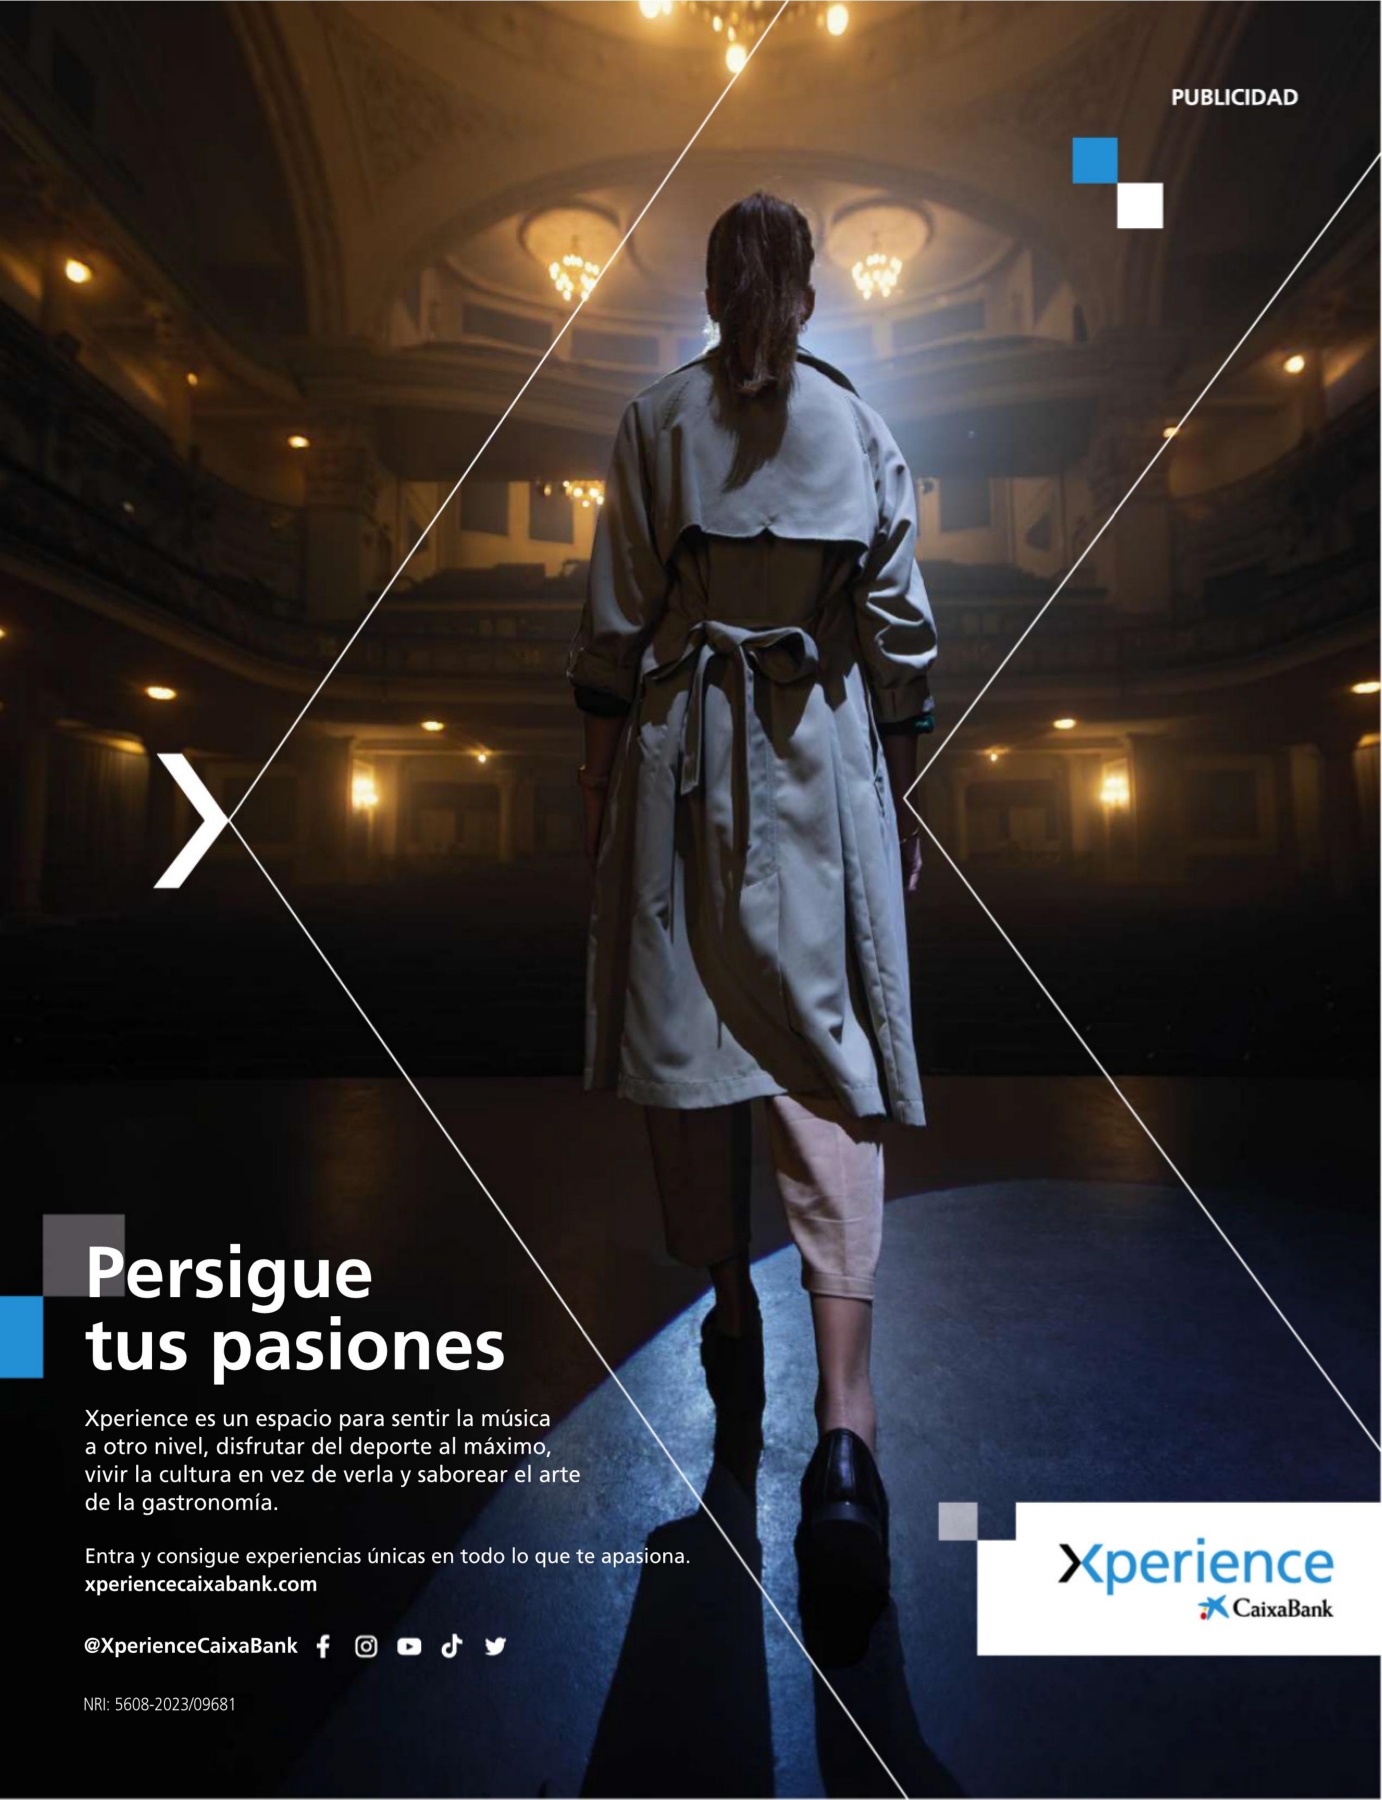 PUBLICIDAD
Persigue
tus pasiones
Xperience es un espacio para sentir la música
a otro nivel, disfrutar del deporte al máximo,
vivir la cultura en vez de verla y saborear el arte
de la gastronomía.
Entra y consigue experiencias únicas en todo lo que te apasiona.
xperiencecaixabank.com
@XperienceCaixaBank
NRI: 5608-2023/09681
Xperience
CaixaBank